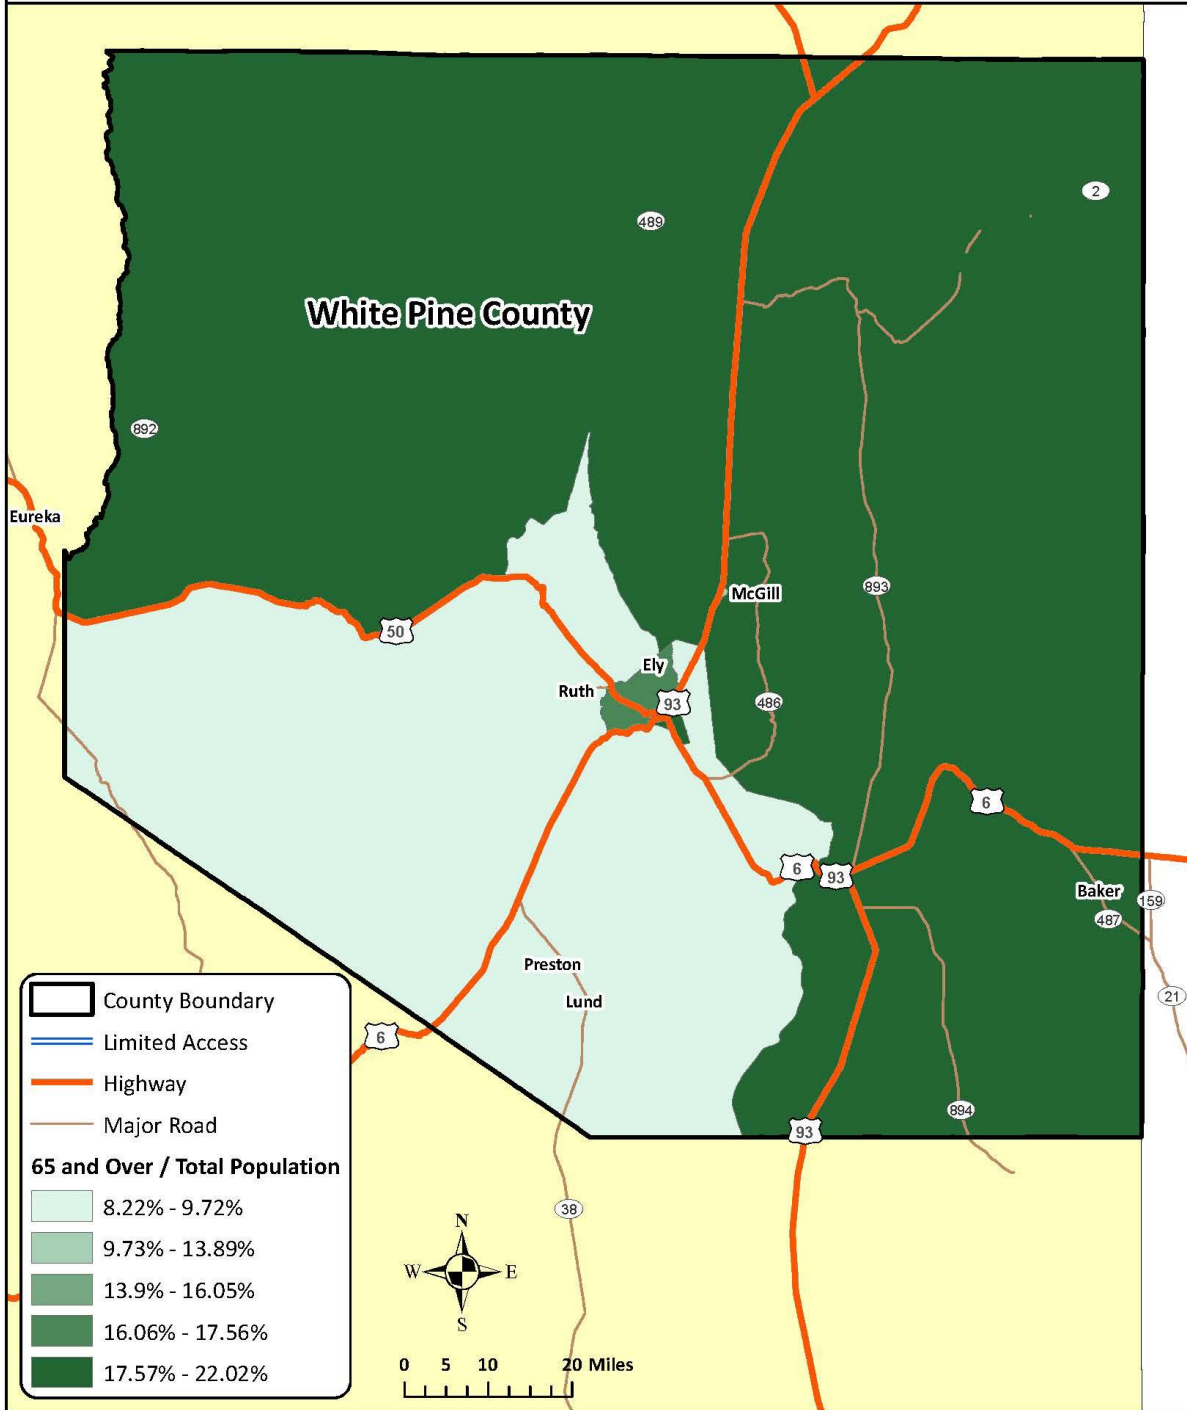 2
489
White Pine County
892
Eureka
McGill
893
50
Ely
Ruth
93
486
6
6
93
Baker
159
487
Preston
21
Lund
6
894
93
38
County Boundary
Limited Access
Highway
Major Road
65 and Over / Total Population
8.22% - 9.72%
9.73% - 13.89%
13.9% - 16.05%
16.06% - 17.56%
17.57% - 22.02%
N
W E
S
0 5 10 20 Miles